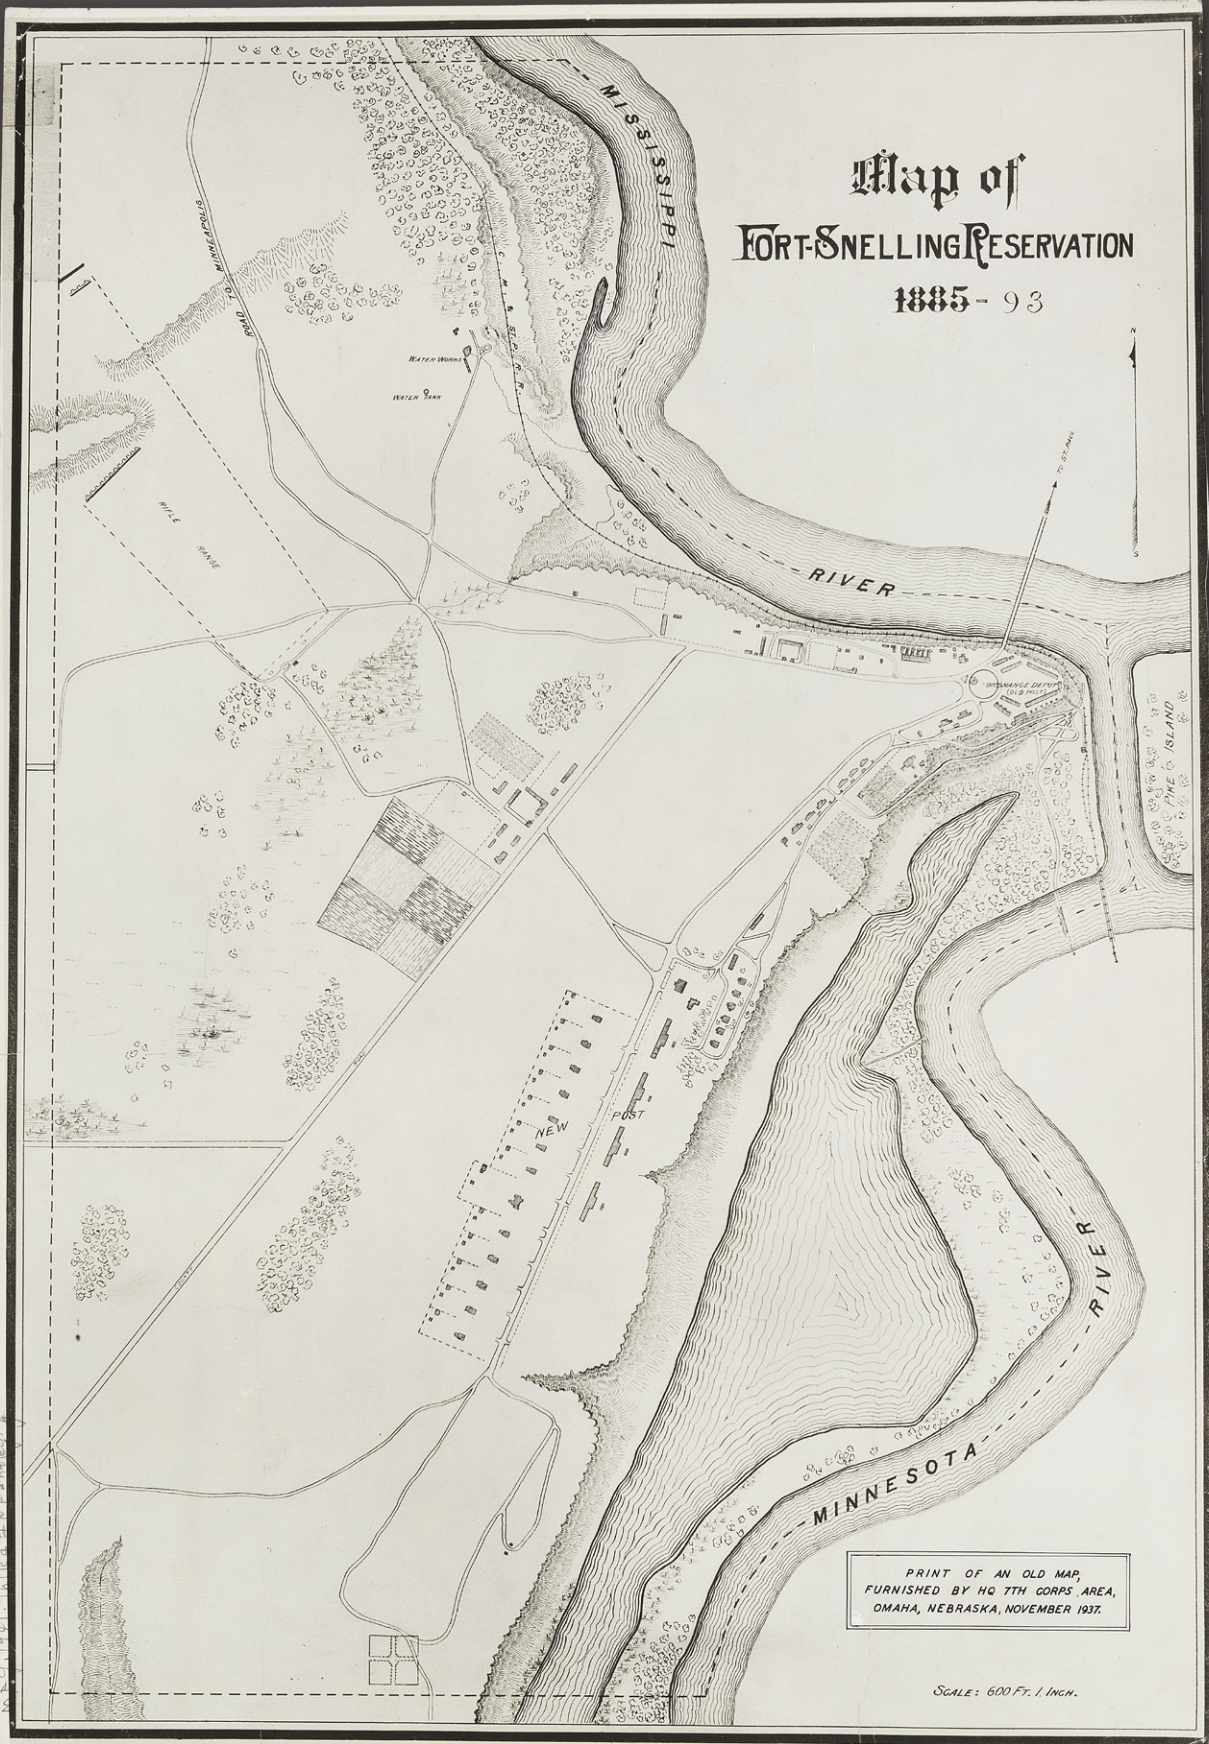 Map of
FORT-SNELLING RESERVATION
1885-93
MISSISSIPPI
RIVER
ROAD TO MINNEAPOLIS
C. M. & ST. P. R. R.
WATER WORKS
WATER TANK
N
S
TO ST. PAUL
RIFLE
RANGE
ORDNANCE DEPOT
(OLD POST)
PIKE ISLAND
NEW
POST
MINNESOTA
RIVER
PRINT OF AN OLD MAP,
FURNISHED BY HQ 7TH CORPS AREA,
OMAHA, NEBRASKA, NOVEMBER 1937.
SCALE: 600 FT. 1. INCH.